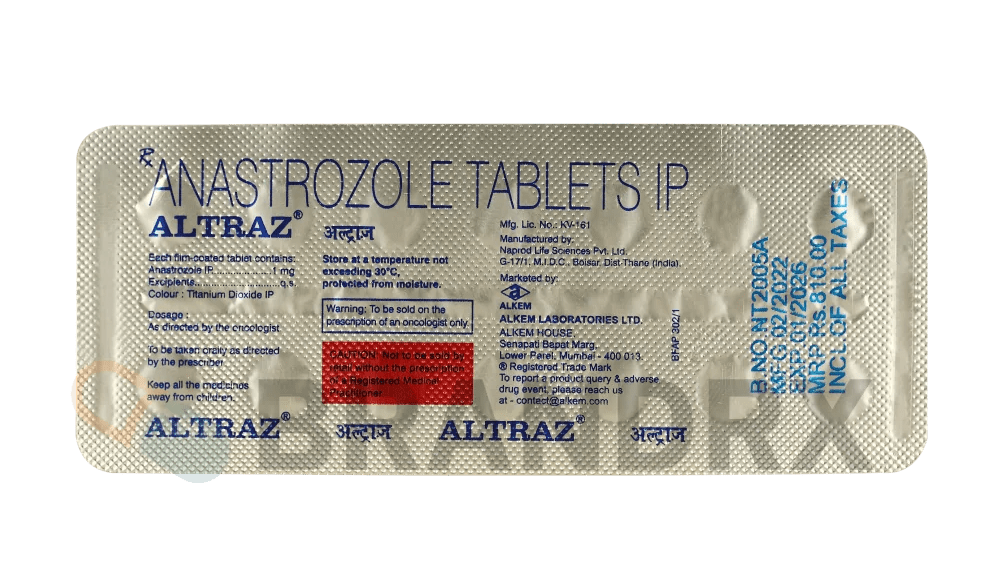 Rx
ANASTROZOLE TABLETS IP
ALTRAZ®
अल्ट्राज़
Each film-coated tablet contains:
Anastrozole IP...................1 mg
Excipients.......................q.s.
Colour : Titanium Dioxide IP
Dosage :
As directed by the oncologist.
To be taken orally as directed
by the prescriber.
Keep all the medicines
away from children.
Store at a temperature not
exceeding 30°C,
protected from moisture.
Warning: To be sold on the
prescription of an oncologist only.
CAUTION: Not to be sold by
retail without the prescription
of a Registered Medical
Practitioner.
Mfg. Lic. No.: KV-161
Manufactured by:
Naprod Life Sciences Pvt. Ltd.
G-17/1, M.I.D.C., Boisar, Dist-Thane (India).
Marketed by:
a
ALKEM
ALKEM LABORATORIES LTD.
ALKEM HOUSE,
Senapati Bapat Marg,
Lower Parel, Mumbai - 400 013.
® Registered Trade Mark
To report a product query & adverse
drug event, please reach us
at - contact@alkem.com
BFAP 302/1
B.NO.NT2005A
MFG.02/2022
EXP.01/2026
MRP.Rs.810.00
INCL.OF ALL TAXES
ALTRAZ®
अल्ट्राज़
ALTRAZ®
अल्ट्राज़
BRANDRX